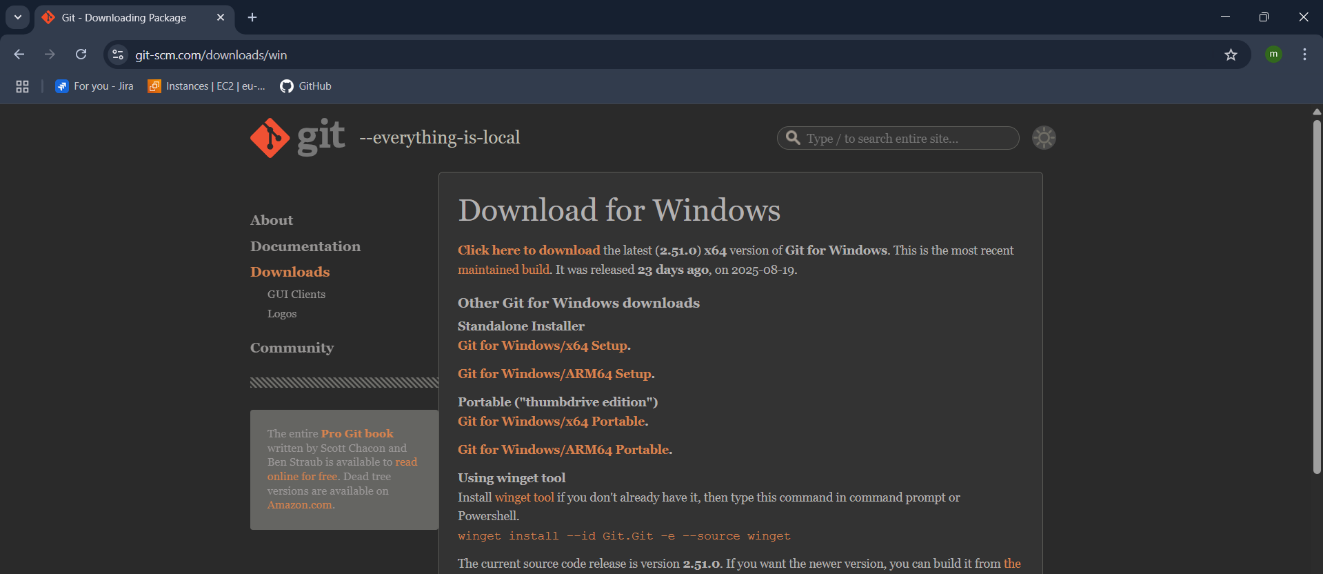 Git - Downloading Package
git-scm.com/downloads/win
m
For you - Jira
Instances | EC2 | eu-...
GitHub
git --everything-is-local
Type / to search entire site...
About
Documentation
Downloads
GUI Clients
Logos
Community
The entire Pro Git book
written by Scott Chacon and
Ben Straub is available to read
online for free. Dead tree
versions are available on
Amazon.com.
Download for Windows
Click here to download the latest (2.51.0) x64 version of Git for Windows. This is the most recent
maintained build. It was released 23 days ago, on 2025-08-19.
Other Git for Windows downloads
Standalone Installer
Git for Windows/x64 Setup.
Git for Windows/ARM64 Setup.
Portable ("thumbdrive edition")
Git for Windows/x64 Portable.
Git for Windows/ARM64 Portable.
Using winget tool
Install winget tool if you don't already have it, then type this command in command prompt or
Powershell.
winget install --id Git.Git -e --source winget
The current source code release is version 2.51.0. If you want the newer version, you can build it from the